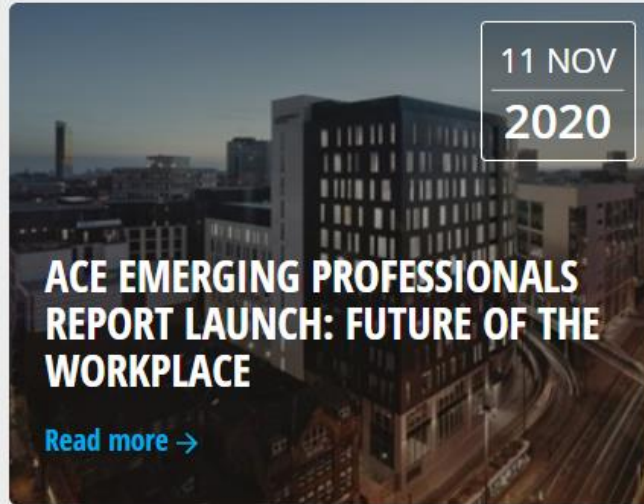 11 NOV
2020
ACE EMERGING PROFESSIONALS
REPORT LAUNCH: FUTURE OF THE
WORKPLACE
Read more →